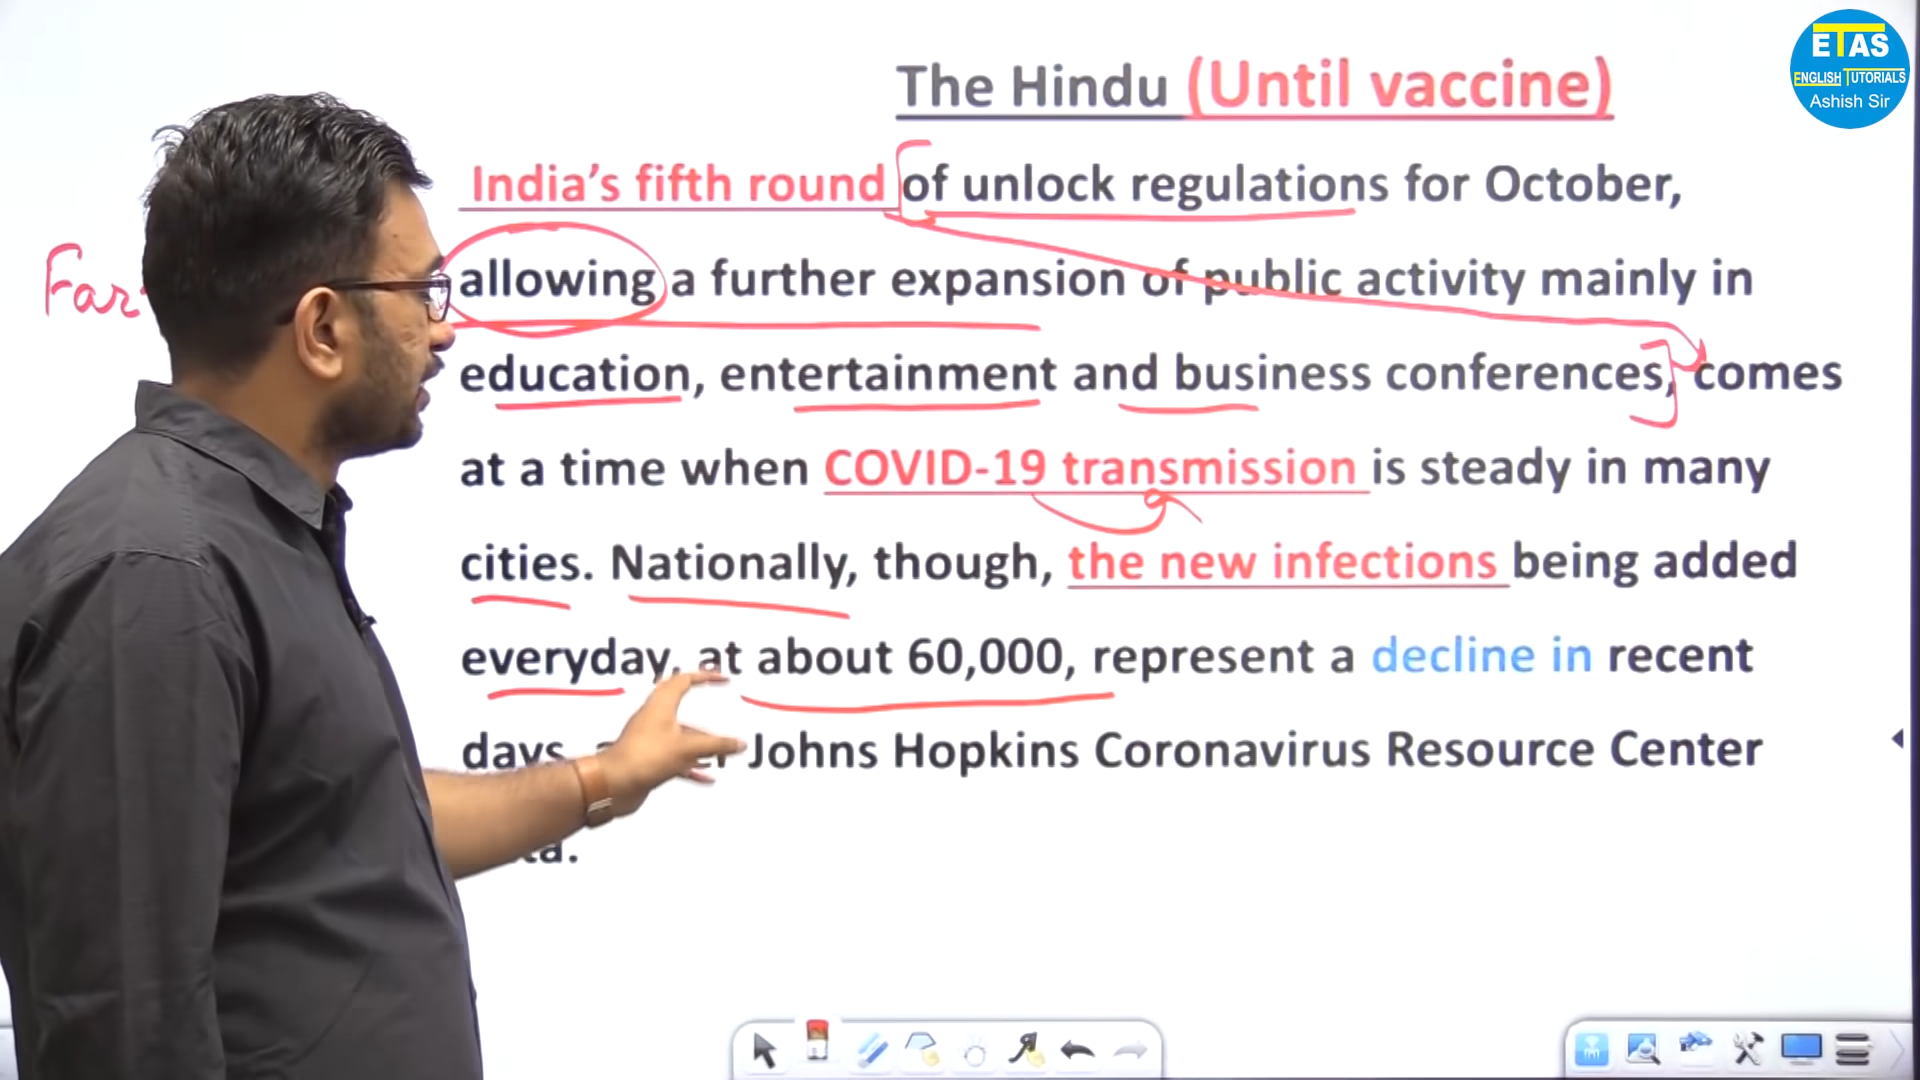 ETAS
ENGLISH TUTORIALS
Ashish Sir
The Hindu (Until vaccine)
India's fifth round of unlock regulations for October,
Far
allowing a further expansion of public activity mainly in
education, entertainment and business conferences, comes
at a time when COVID-19 transmission is steady in many
cities. Nationally, though, the new infections being added
everyday, at about 60,000, represent a decline in recent
days, Johns Hopkins Coronavirus Resource Center